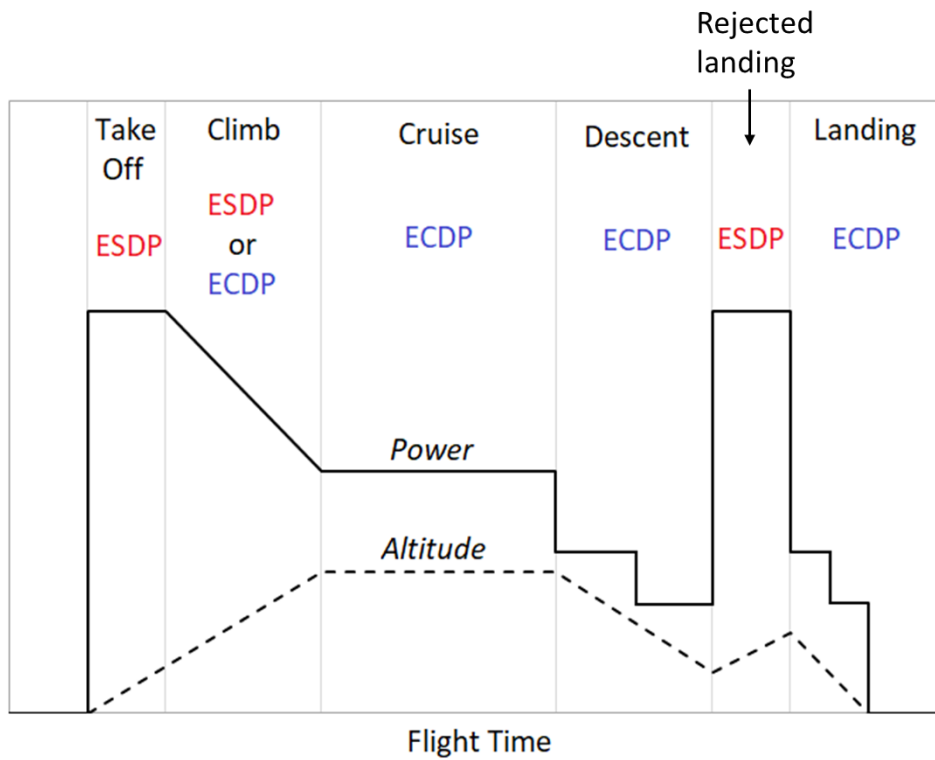 Rejected
landing
Take
Off
Climb
Cruise
Descent
Landing
ESDP
ESDP
or
ECDP
ECDP
ECDP
ESDP
ECDP
Power
Altitude
Flight Time